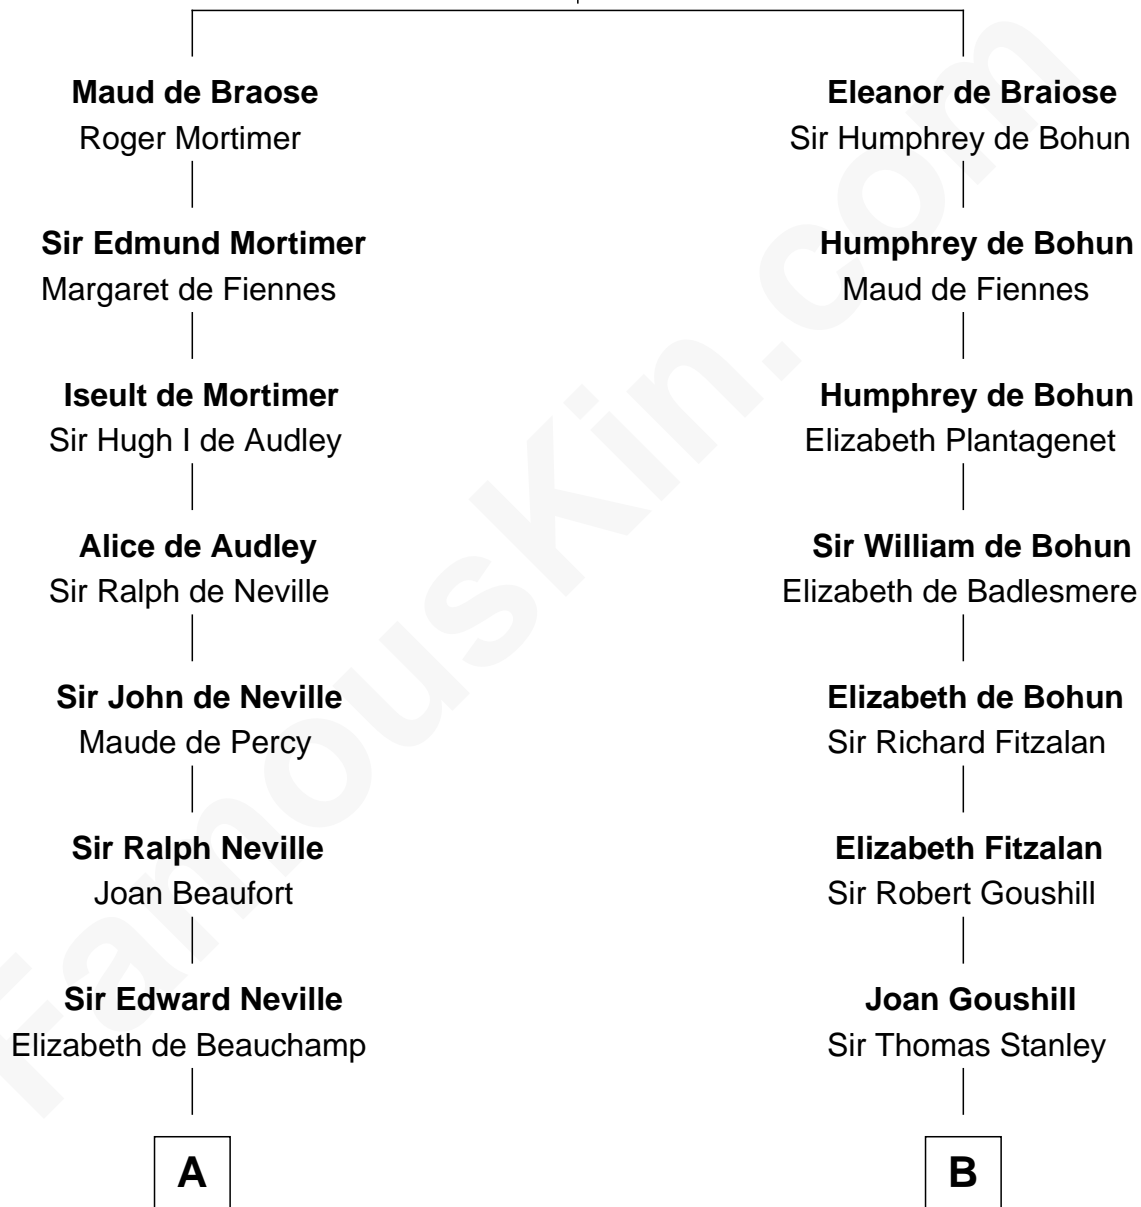 Maud de Braose
Roger Mortimer
Sir Edmund Mortimer
Margaret de Fiennes
Iseult de Mortimer
Sir Hugh I de Audley
Alice de Audley
Sir Ralph de Neville
Sir John de Neville
Maude de Percy
Sir Ralph Neville
Joan Beaufort
Sir Edward Neville
Elizabeth de Beauchamp
A
Eleanor de Braiose
Sir Humphrey de Bohun
Humphrey de Bohun
Maud de Fiennes
Humphrey de Bohun
Elizabeth Plantagenet
Sir William de Bohun
Elizabeth de Badlesmere
Elizabeth de Bohun
Sir Richard Fitzalan
Elizabeth Fitzalan
Sir Robert Goushill
Joan Goushill
Sir Thomas Stanley
B
FamousKin.com